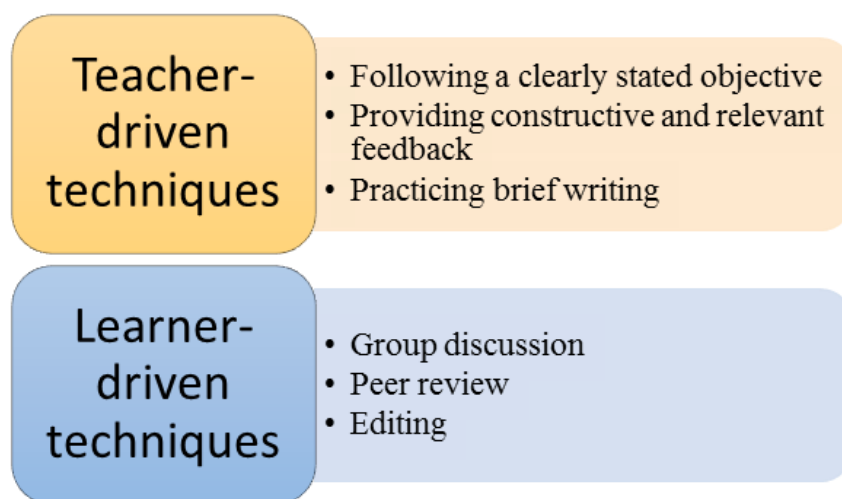 Teacher-
driven
techniques
• Following a clearly stated objective
• Providing constructive and relevant
feedback
• Practicing brief writing
Learner-
driven
techniques
• Group discussion
• Peer review
• Editing